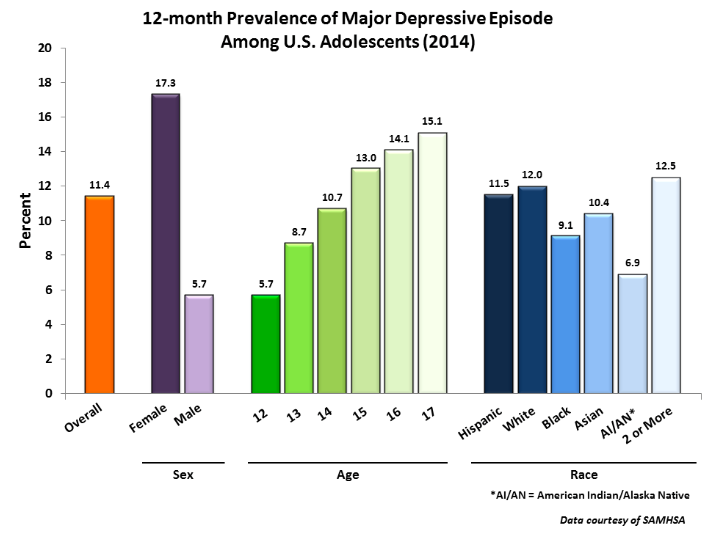 12-month Prevalence of Major Depressive Episode
Among U.S. Adolescents (2014)
Percent
20
18
16
14
12
10
8
6
4
2
0
11.4
17.3
5.7
5.7
8.7
10.7
13.0
14.1
15.1
11.5
12.0
9.1
10.4
6.9
12.5
Overall
Female
Male
12
13
14
15
16
17
Hispanic
White
Black
Asian
AI/AN*
2 or More
Sex
Age
Race
*AI/AN = American Indian/Alaska Native
Data courtesy of SAMHSA